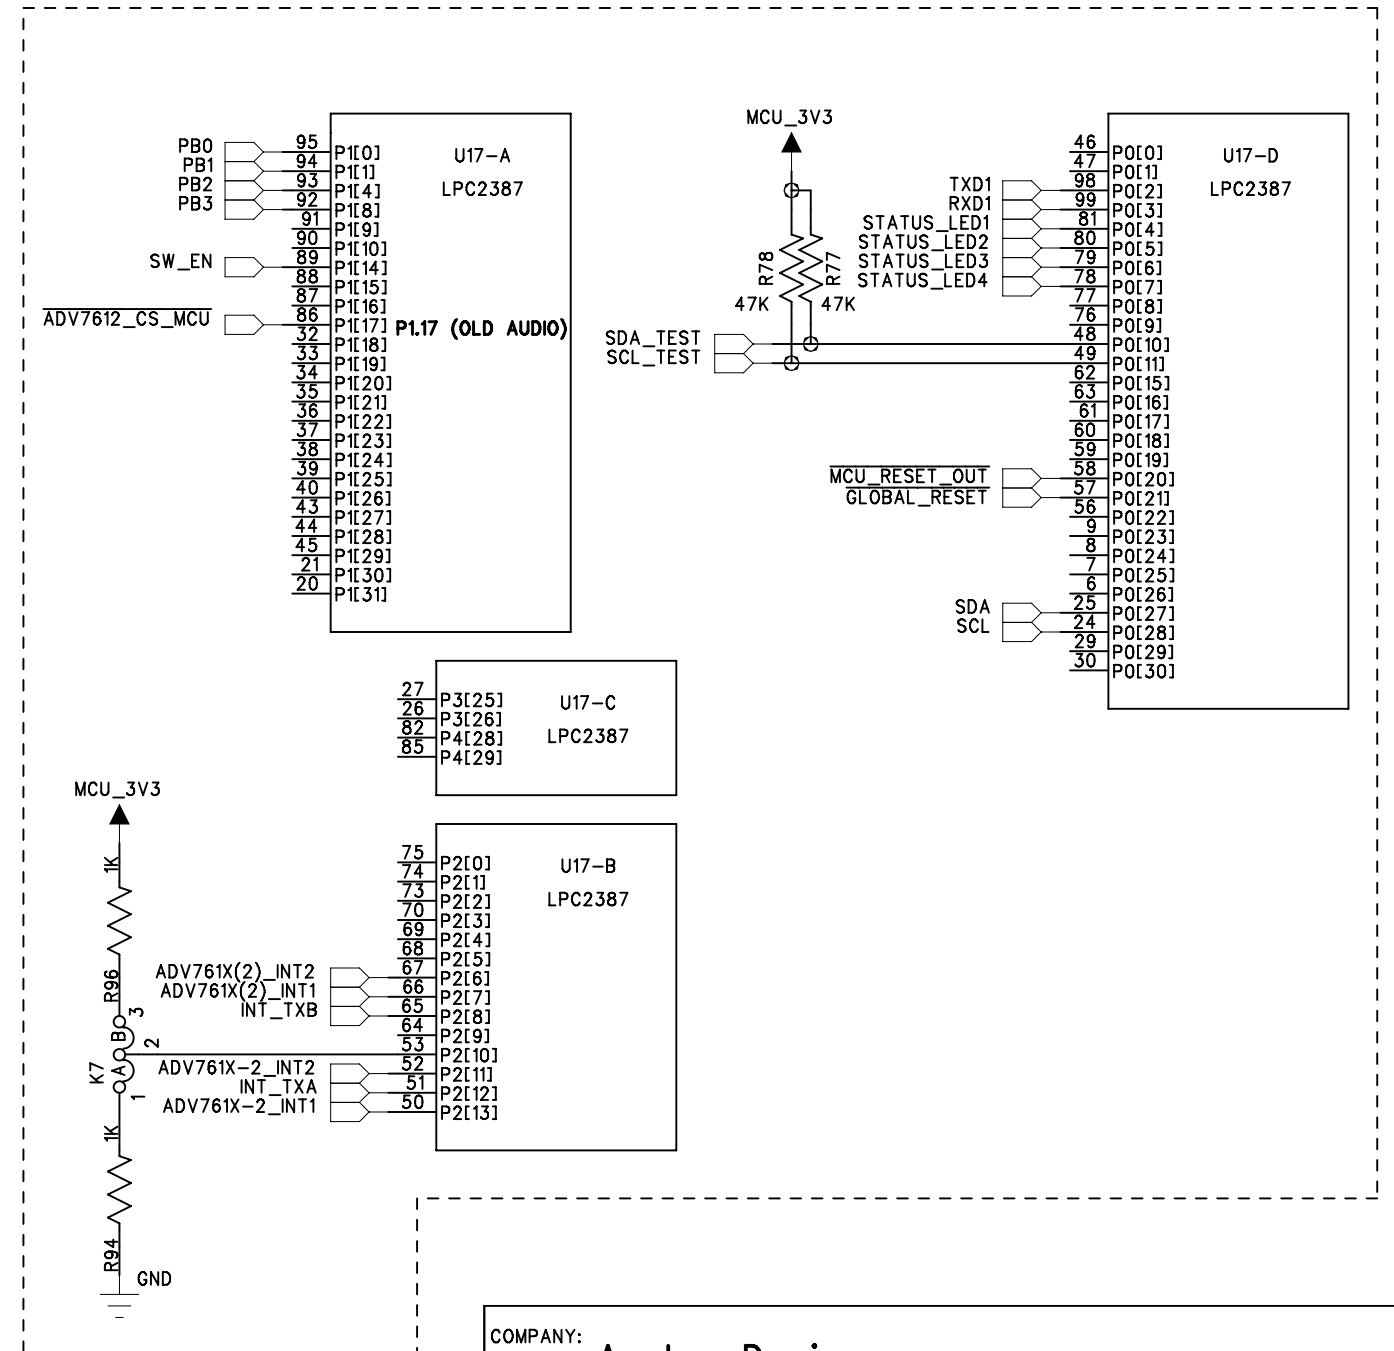 PB0 95 P1[0]
PB1 94 P1[1]
PB2 93 P1[4]
PB3 92 P1[8]
91 P1[9]
90 P1[10]
SW_EN 89 P1[14]
88 P1[15]
87 P1[16]
ADV7612_CS_MCU 86 P1[17] P1.17 (OLD AUDIO)
32 P1[18]
33 P1[19]
34 P1[20]
35 P1[21]
36 P1[22]
37 P1[23]
38 P1[24]
39 P1[25]
40 P1[26]
43 P1[27]
44 P1[28]
45 P1[29]
21 P1[30]
20 P1[31]
U17-A
LPC2387
MCU_3V3
R78
47K
R77
47K
SDA_TEST
SCL_TEST
46 P0[0]
47 P0[1]
TXD1 98 P0[2]
RXD1 99 P0[3]
STATUS_LED1 81 P0[4]
STATUS_LED2 80 P0[5]
STATUS_LED3 79 P0[6]
STATUS_LED4 78 P0[7]
77 P0[8]
76 P0[9]
48 P0[10]
49 P0[11]
62 P0[15]
63 P0[16]
61 P0[17]
60 P0[18]
59 P0[19]
MCU_RESET_OUT 58 P0[20]
GLOBAL_RESET 57 P0[21]
56 P0[22]
9 P0[23]
8 P0[24]
7 P0[25]
6 P0[26]
SDA 25 P0[27]
SCL 24 P0[28]
29 P0[29]
30 P0[30]
U17-D
LPC2387
27 P3[25]
26 P3[26]
82 P4[28]
85 P4[29]
U17-C
LPC2387
MCU_3V3
1K
R96
3
B
2
K7
A
1
1K
R94
GND
75 P2[0]
74 P2[1]
73 P2[2]
70 P2[3]
69 P2[4]
68 P2[5]
ADV761X(2)_INT2 67 P2[6]
ADV761X(2)_INT1 66 P2[7]
INT_TXB 65 P2[8]
64 P2[9]
53 P2[10]
ADV761X-2_INT2 52 P2[11]
INT_TXA 51 P2[12]
ADV761X-2_INT1 50 P2[13]
U17-B
LPC2387
COMPANY: